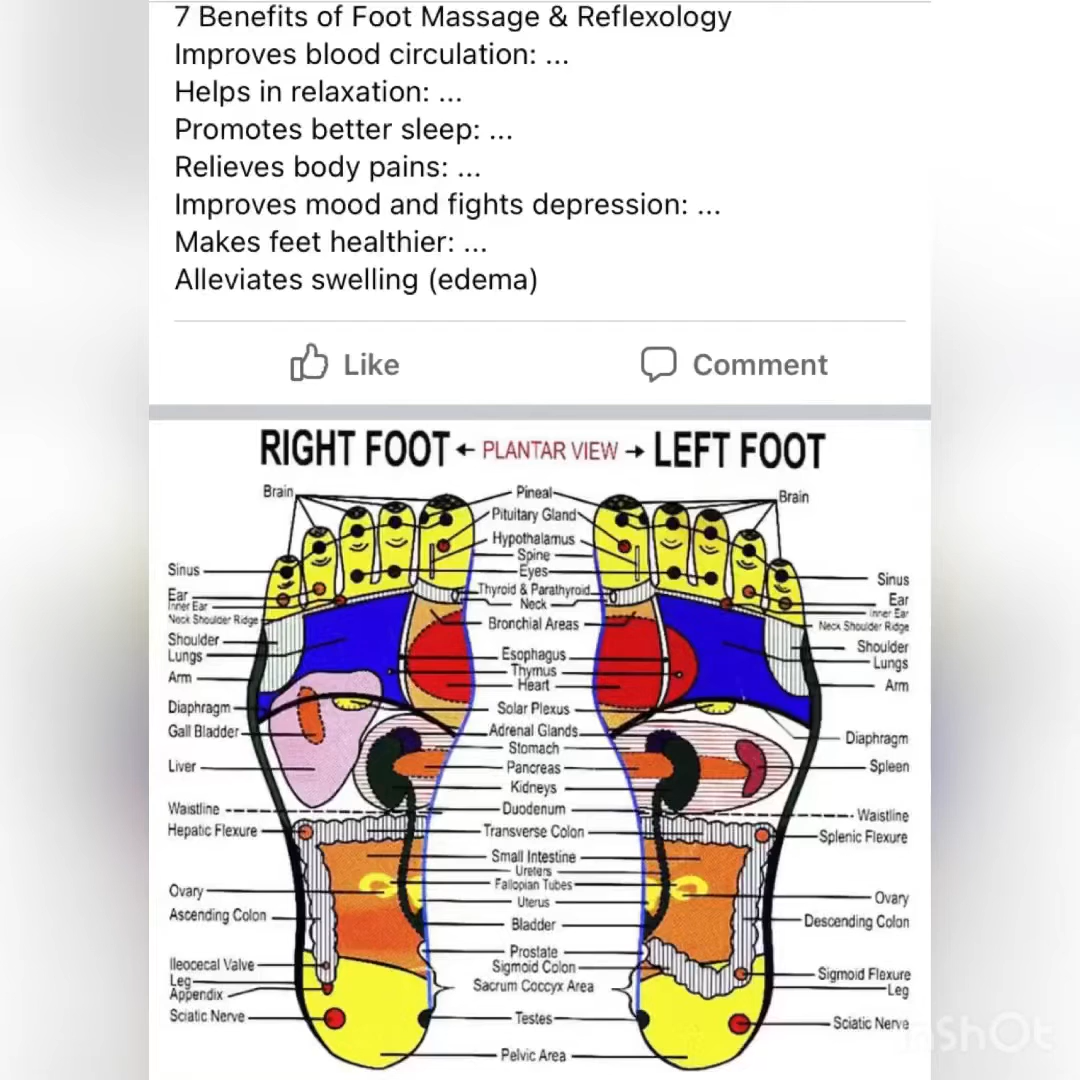 7 Benefits of Foot Massage & Reflexology
Improves blood circulation: ...
Helps in relaxation: ...
Promotes better sleep: ...
Relieves body pains: ...
Improves mood and fights depression: ...
Makes feet healthier: ...
Alleviates swelling (edema)
Like
Comment
RIGHT FOOT ← PLANTAR VIEW → LEFT FOOT
Brain
Sinus
Ear
Inner Ear
Neck Shoulder Ridge
Shoulder
Lungs
Arm
Diaphragm
Gall Bladder
Liver
Waistline
Hepatic Flexure
Ovary
Ascending Colon
Ileocecal Valve
Leg
Appendix
Sciatic Nerve
Pineal
Pituitary Gland
Hypothalamus
Spine
Eyes
Thyroid & Parathyroid
Neck
Bronchial Areas
Esophagus
Thymus
Heart
Solar Plexus
Adrenal Glands
Stomach
Pancreas
Kidneys
Duodenum
Transverse Colon
Small Intestine
Ureters
Fallopian Tubes
Uterus
Bladder
Prostate
Sigmoid Colon
Sacrum Coccyx Area
Testes
Pelvic Area
Brain
Sinus
Ear
Inner Ear
Neck Shoulder Ridge
Shoulder
Lungs
Arm
Diaphragm
Spleen
Waistline
Splenic Flexure
Ovary
Descending Colon
Sigmoid Flexure
Leg
Sciatic Nerve
InShOt